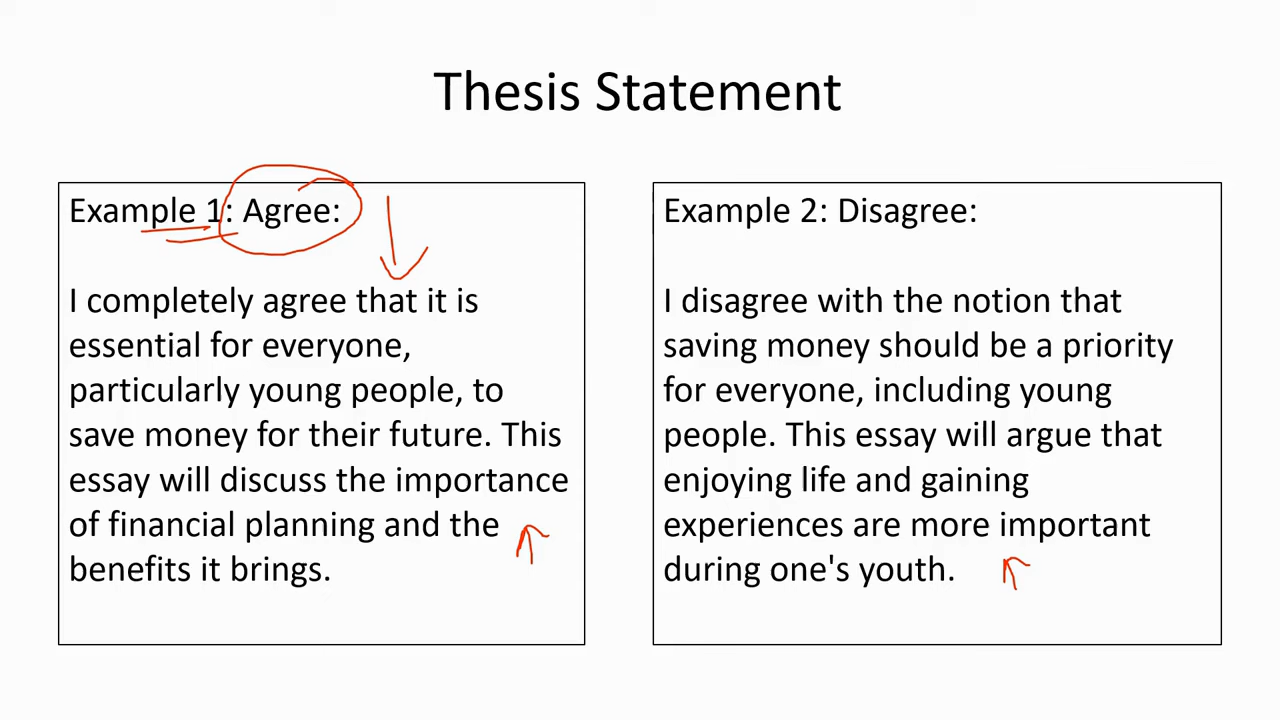 Thesis Statement
Example 1: Agree:
I completely agree that it is
essential for everyone,
particularly young people, to
save money for their future. This
essay will discuss the importance
of financial planning and the
benefits it brings.
Example 2: Disagree:
I disagree with the notion that
saving money should be a priority
for everyone, including young
people. This essay will argue that
enjoying life and gaining
experiences are more important
during one's youth.